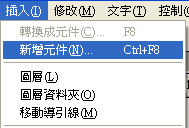 插入(I) 修改(M) 文字(T) 控制(
轉換成元件(C)... F8
新增元件(N)... Ctrl+F8
圖層(L)
圖層資料夾(O)
移動導引線(M)